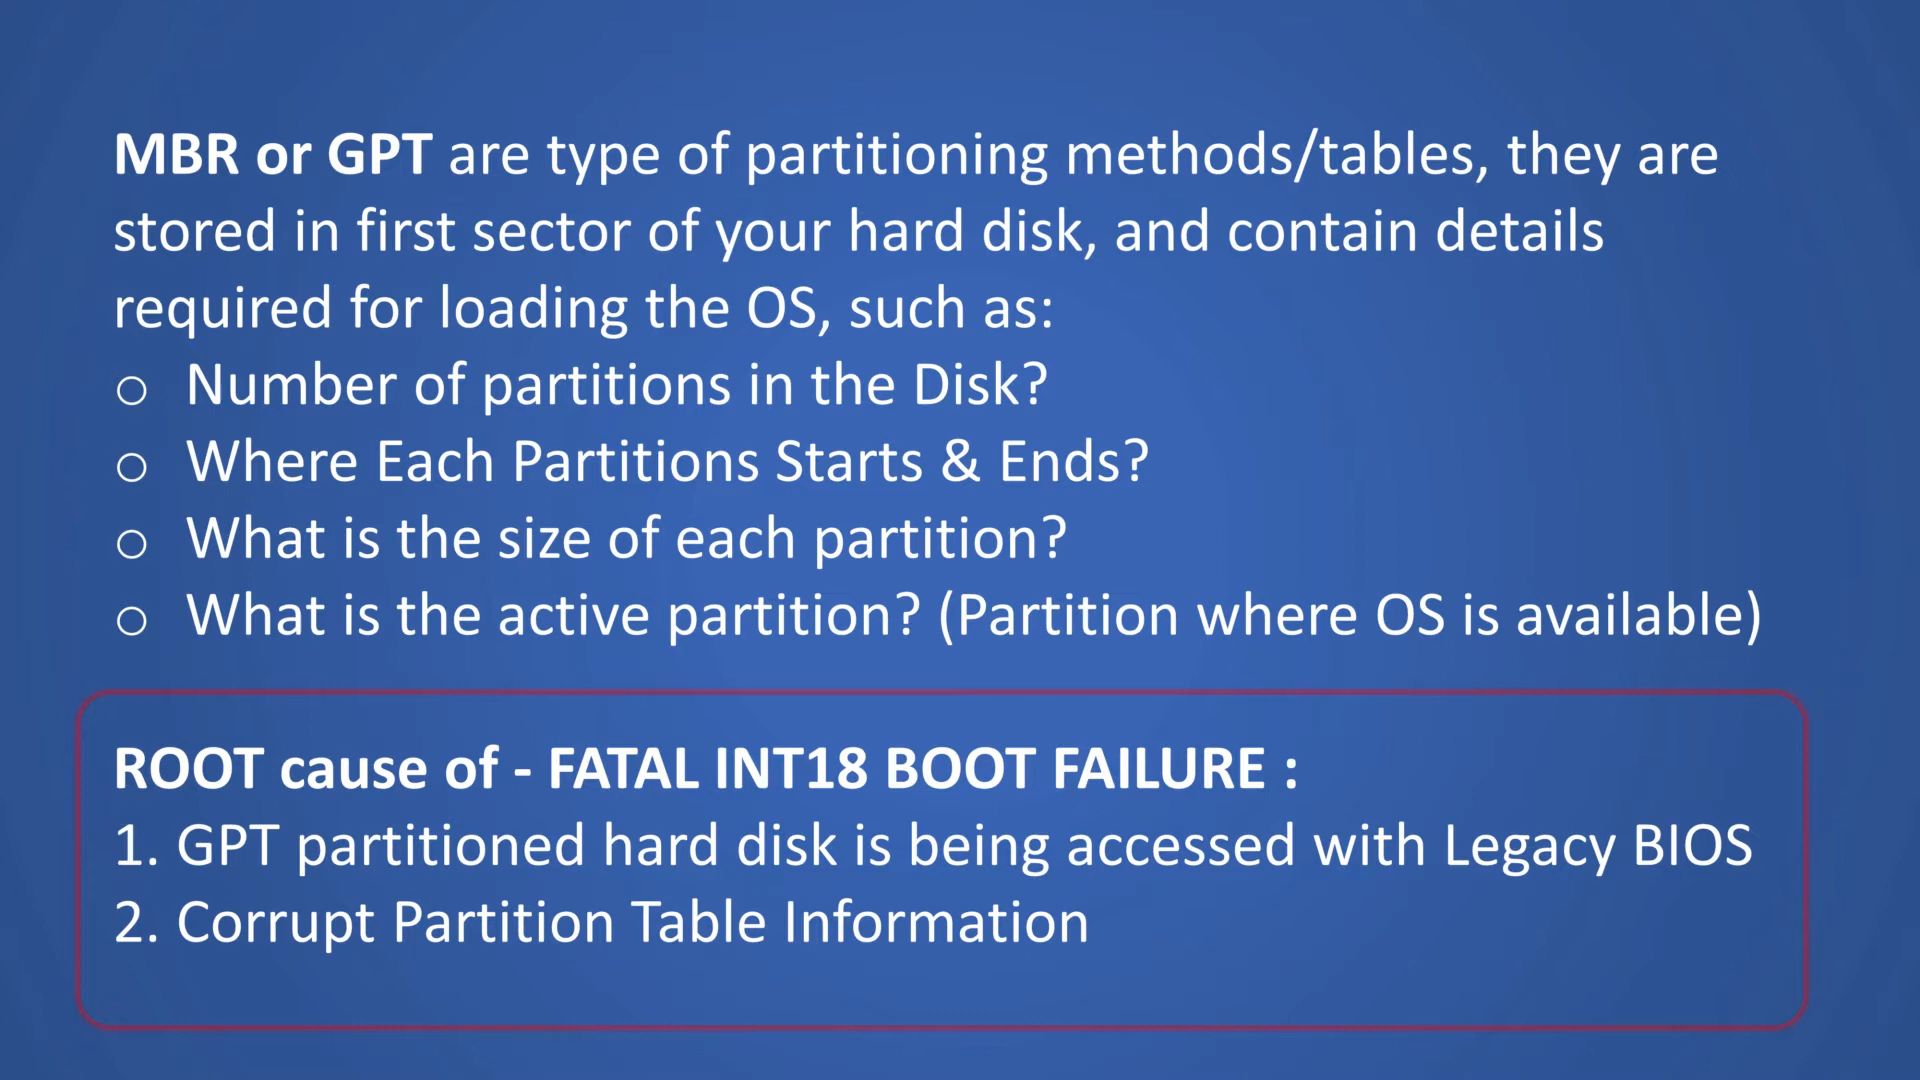 MBR or GPT are type of partitioning methods/tables, they are
stored in first sector of your hard disk, and contain details
required for loading the OS, such as:
o Number of partitions in the Disk?
o Where Each Partitions Starts & Ends?
o What is the size of each partition?
o What is the active partition? (Partition where OS is available)
ROOT cause of - FATAL INT18 BOOT FAILURE :
1. GPT partitioned hard disk is being accessed with Legacy BIOS
2. Corrupt Partition Table Information